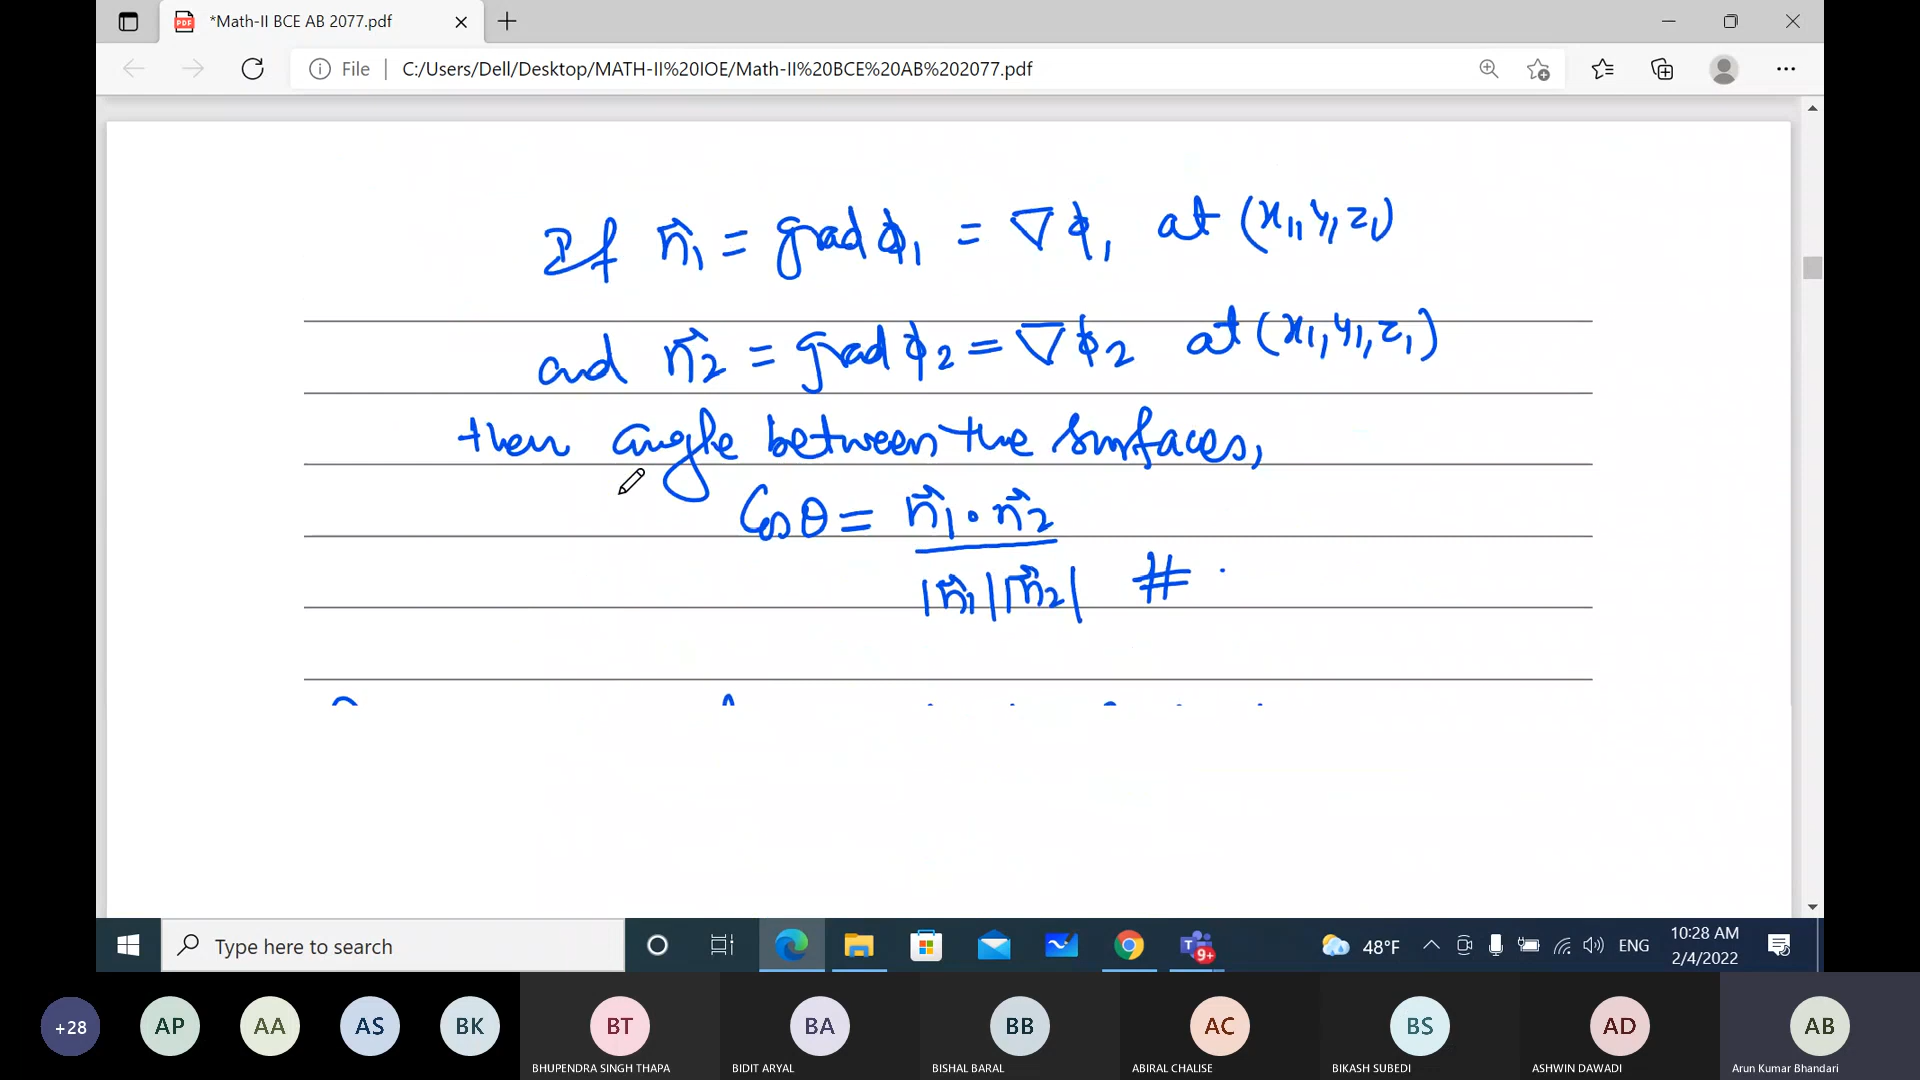 *Math-II BCE AB 2077.pdf
File | C:/Users/Dell/Desktop/MATH-II%20IOE/Math-II%20BCE%20AB%202077.pdf
If n⃗1 = grad ϕ1 = ∇ϕ1 at (x1, y1, z1)
and n⃗2 = grad ϕ2 = ∇ϕ2 at (x1, y1, z1)
then angle between the surfaces,
Cos θ = n⃗1 · n⃗2
|n⃗1| |n⃗2| #
Type here to search
9+
48°F
ENG
10:28 AM
2/4/2022
+28
AP
AA
AS
BK
BT
BA
BB
AC
BS
AD
AB
BHUPENDRA SINGH THAPA
BIDIT ARYAL
BISHAL BARAL
ABIRAL CHALISE
BIKASH SUBEDI
ASHWIN DAWADI
Arun Kumar Bhandari